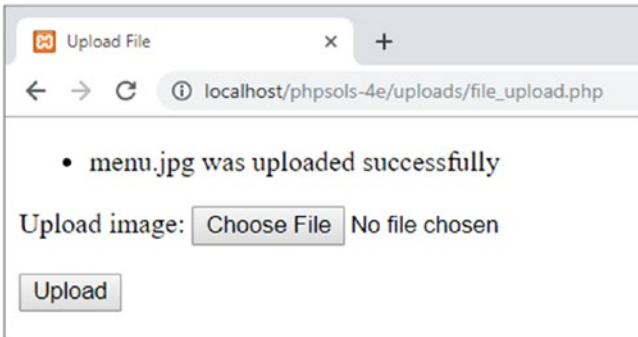 Upload File
localhost/phpsols-4e/uploads/file_upload.php
• menu.jpg was uploaded successfully
Upload image: Choose File No file chosen
Upload